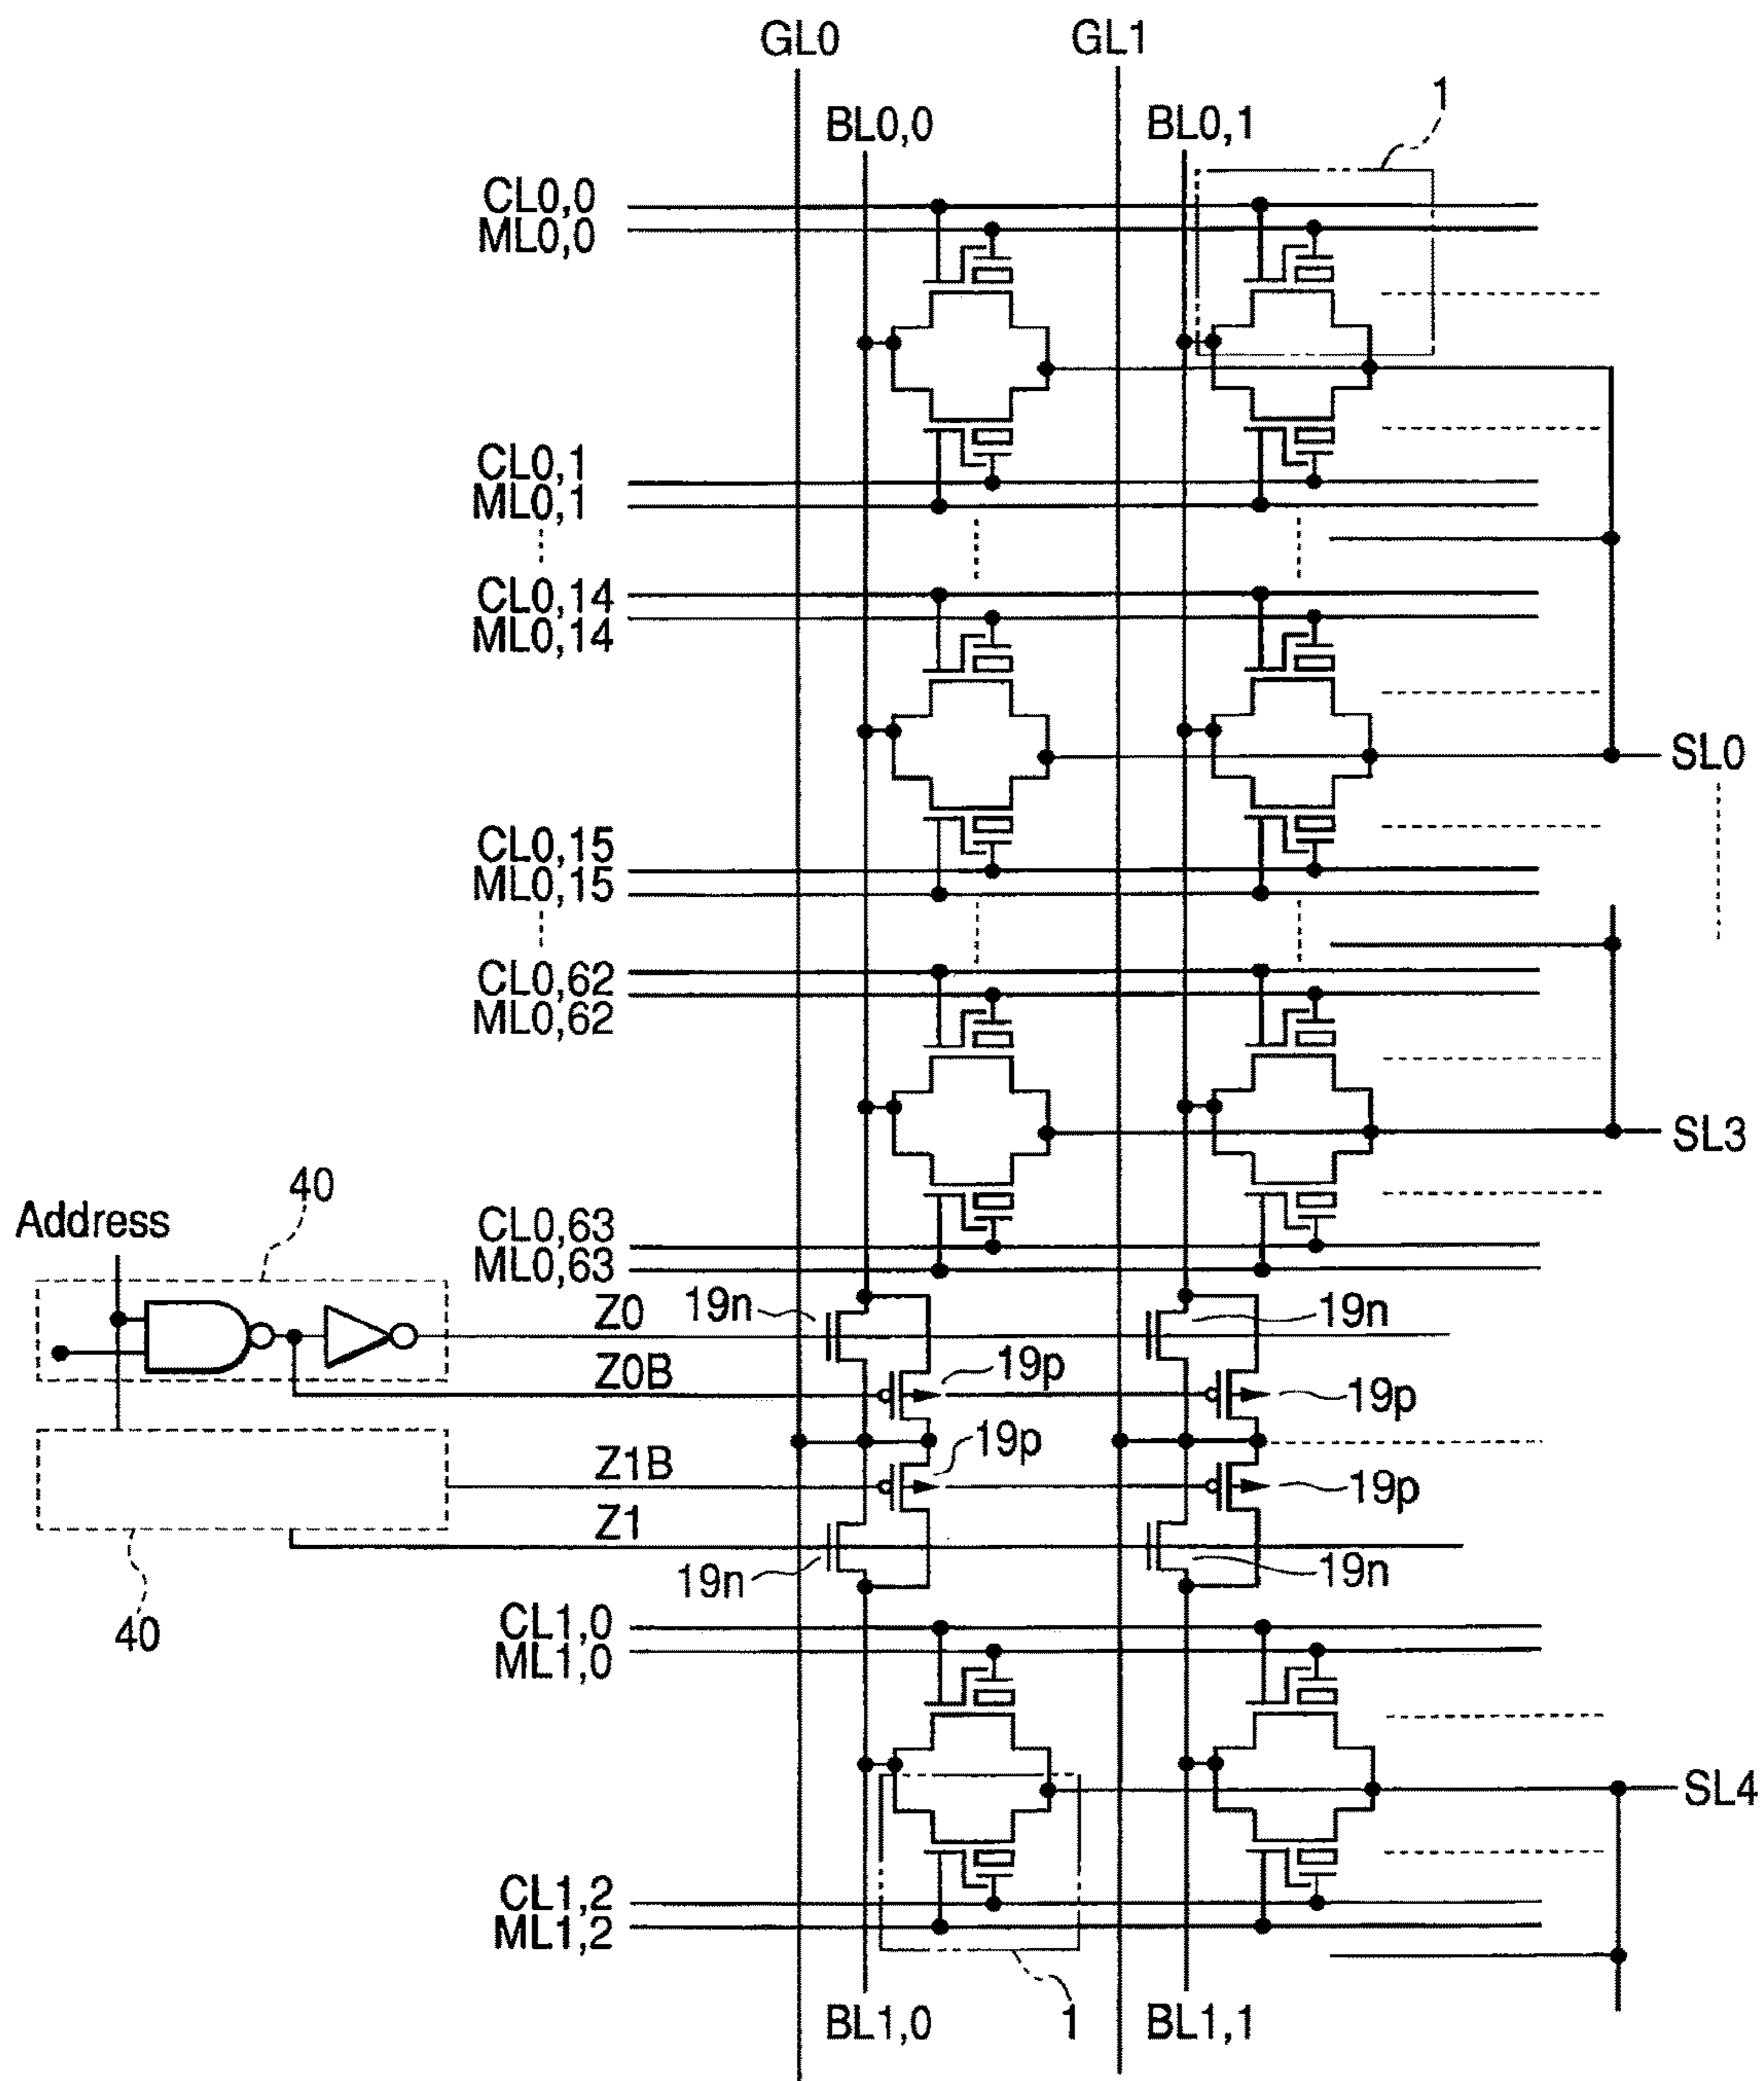 GL0 GL1
BL0,0 BL0,1 1
CL0,0
ML0,0
CL0,1
ML0,1
CL0,14
ML0,14
SL0
CL0,15
ML0,15
CL0,62
ML0,62
SL3
40
Address
CL0,63
ML0,63
Z0 19n 19n
Z0B 19p 19p
Z1B 19p 19p
Z1 19n 19n
40
CL1,0
ML1,0
SL4
CL1,2
ML1,2
BL1,0 1 BL1,1